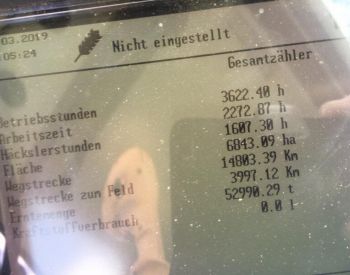 03.2019
05:24
Nicht eingestellt
Gesamtzähler
Betriebsstunden 3622.40 h
Arbeitszeit 2272.87 h
Häckslerstunden 1607.30 h
Fläche 6843.09 ha
Wegstrecke 14803.39 Km
Wegstrecke zum Feld 3997.12 Km
Erntemenge 52990.29 t
Kraftstoffverbrauch 0.0 l